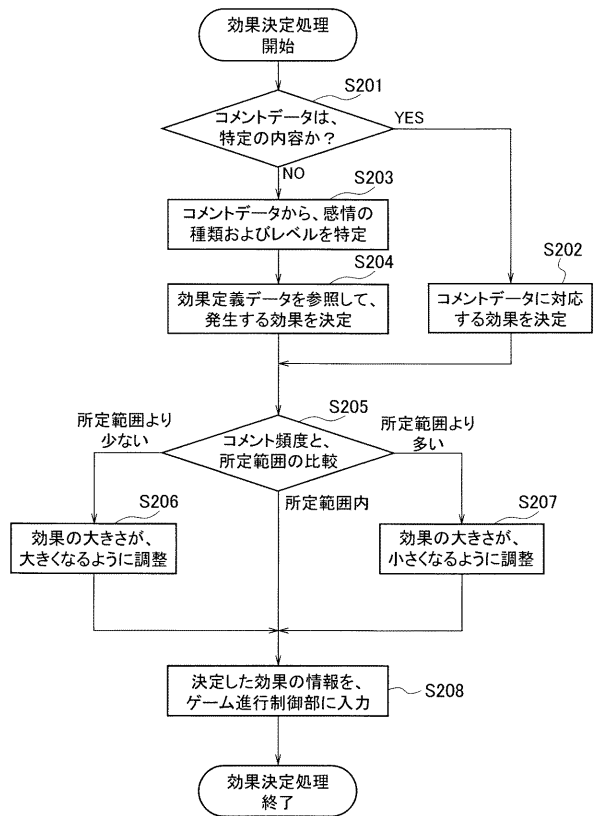 効果決定処理
開始
S201
コメントデータは、
特定の内容か？
YES
NO
S203
コメントデータから、感情の
種類およびレベルを特定
S204
効果定義データを参照して、
発生する効果を決定
S202
コメントデータに対応
する効果を決定
S205
所定範囲より
少ない
コメント頻度と、
所定範囲の比較
所定範囲より
多い
所定範囲内
S206
効果の大きさが、
大きくなるように調整
S207
効果の大きさが、
小さくなるように調整
決定した効果の情報を、
ゲーム進行制御部に入力
S208
効果決定処理
終了